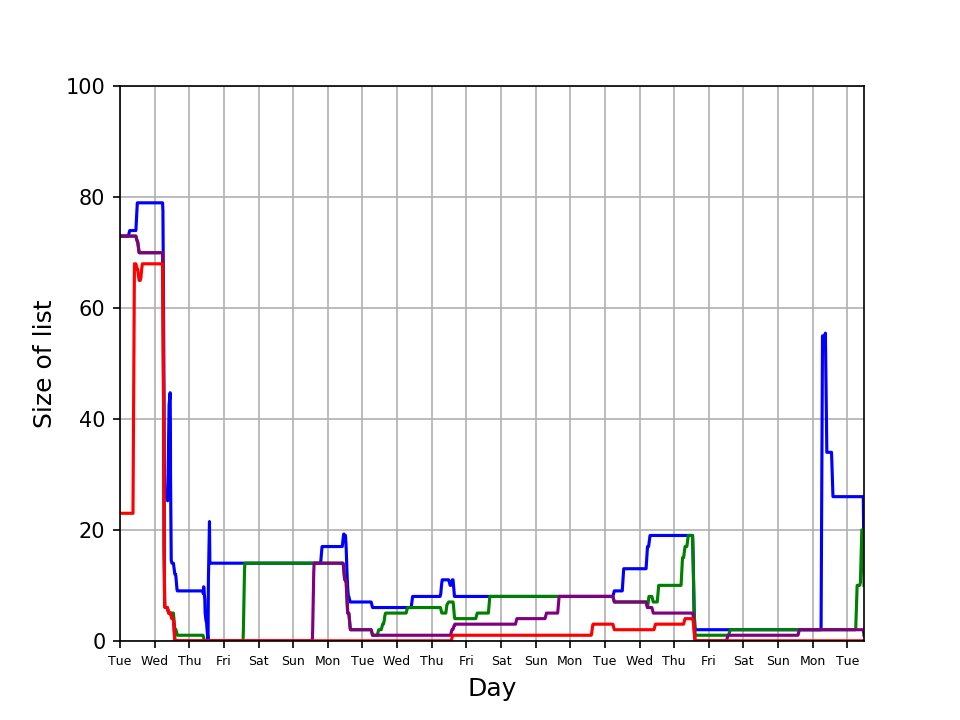 100
80
60
40
20
0
Size of list
Tue Wed Thu Fri Sat Sun Mon Tue Wed Thu Fri Sat Sun Mon Tue Wed Thu Fri Sat Sun Mon Tue
Day